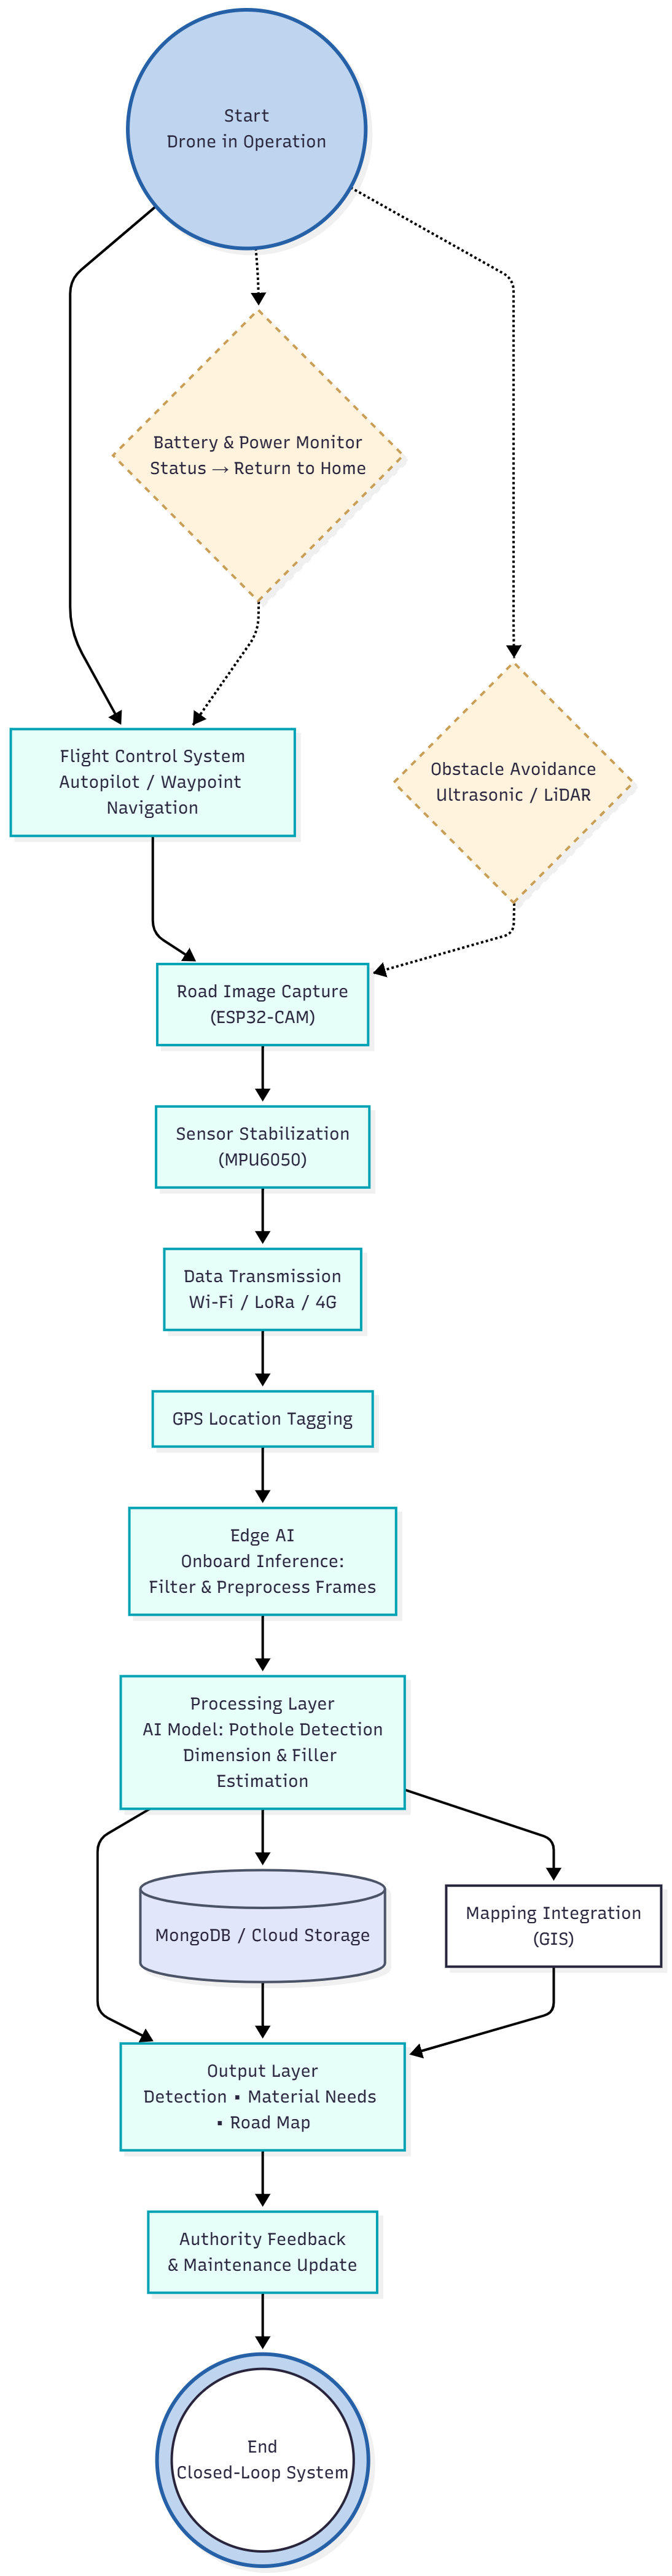 Start
Drone in Operation
Battery & Power Monitor
Status → Return to Home
Flight Control System
Autopilot / Waypoint
Navigation
Obstacle Avoidance
Ultrasonic / LiDAR
Road Image Capture
(ESP32-CAM)
Sensor Stabilization
(MPU6050)
Data Transmission
Wi-Fi / LoRa / 4G
GPS Location Tagging
Edge AI
Onboard Inference:
Filter & Preprocess Frames
Processing Layer
AI Model: Pothole Detection
Dimension & Filler
Estimation
MongoDB / Cloud Storage
Mapping Integration
(GIS)
Output Layer
Detection ▪ Material Needs
▪ Road Map
Authority Feedback
& Maintenance Update
End
Closed-Loop System